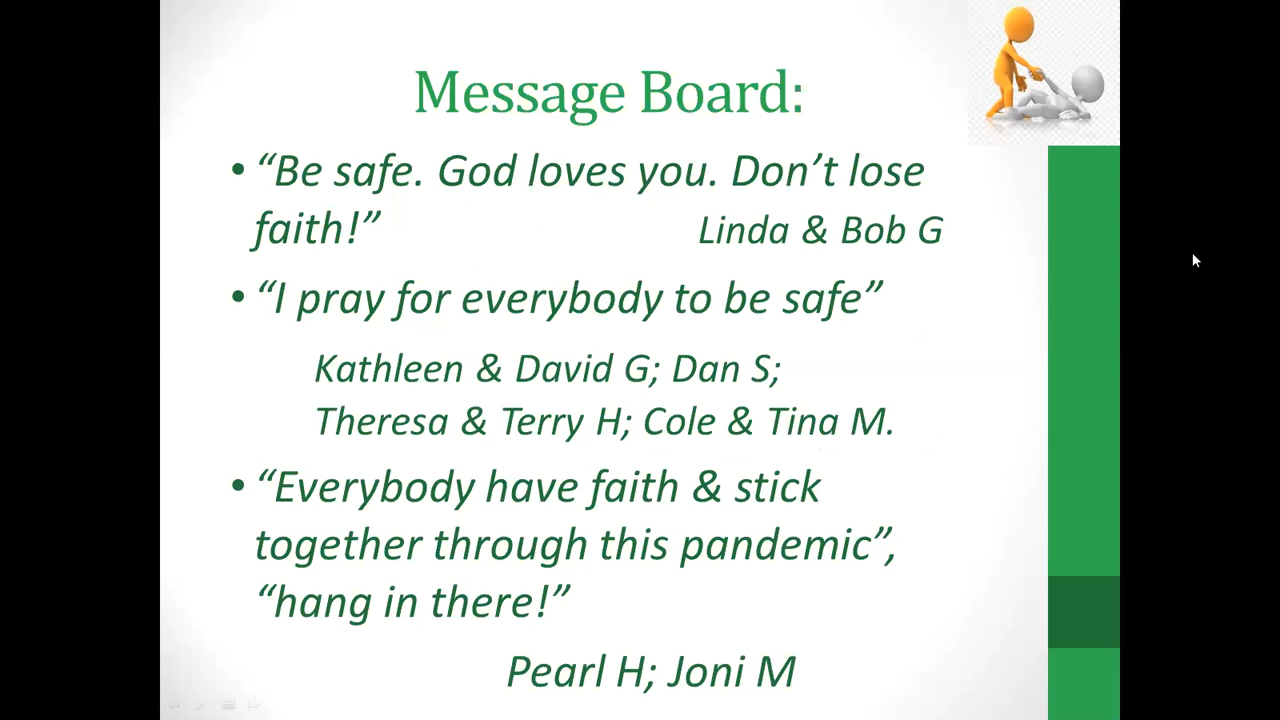 Message Board:
• “Be safe. God loves you. Don’t lose
faith!” Linda & Bob G
• “I pray for everybody to be safe”
Kathleen & David G; Dan S;
Theresa & Terry H; Cole & Tina M.
• “Everybody have faith & stick
together through this pandemic”,
“hang in there!”
Pearl H; Joni M